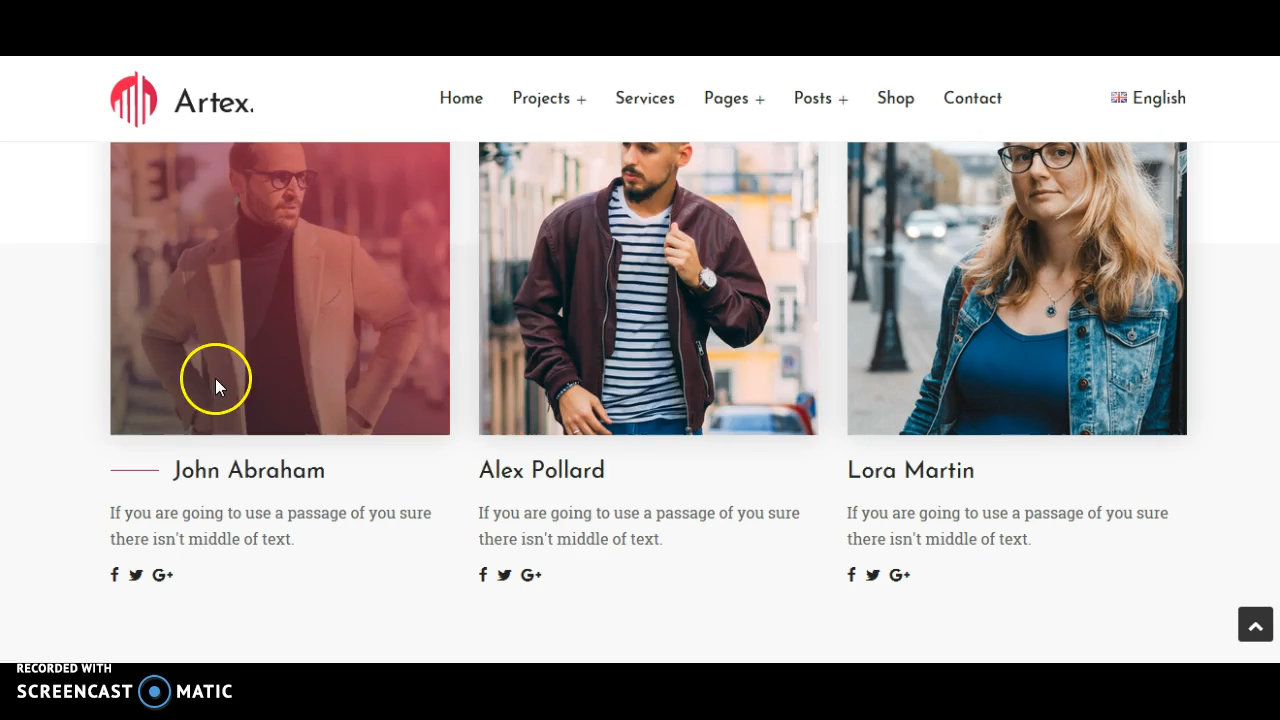 Artex.
Home Projects + Services Pages + Posts + Shop Contact
English
John Abraham
If you are going to use a passage of you sure
there isn't middle of text.
G+
Alex Pollard
If you are going to use a passage of you sure
there isn't middle of text.
G+
Lora Martin
If you are going to use a passage of you sure
there isn't middle of text.
G+
RECORDED WITH
SCREENCAST MATIC